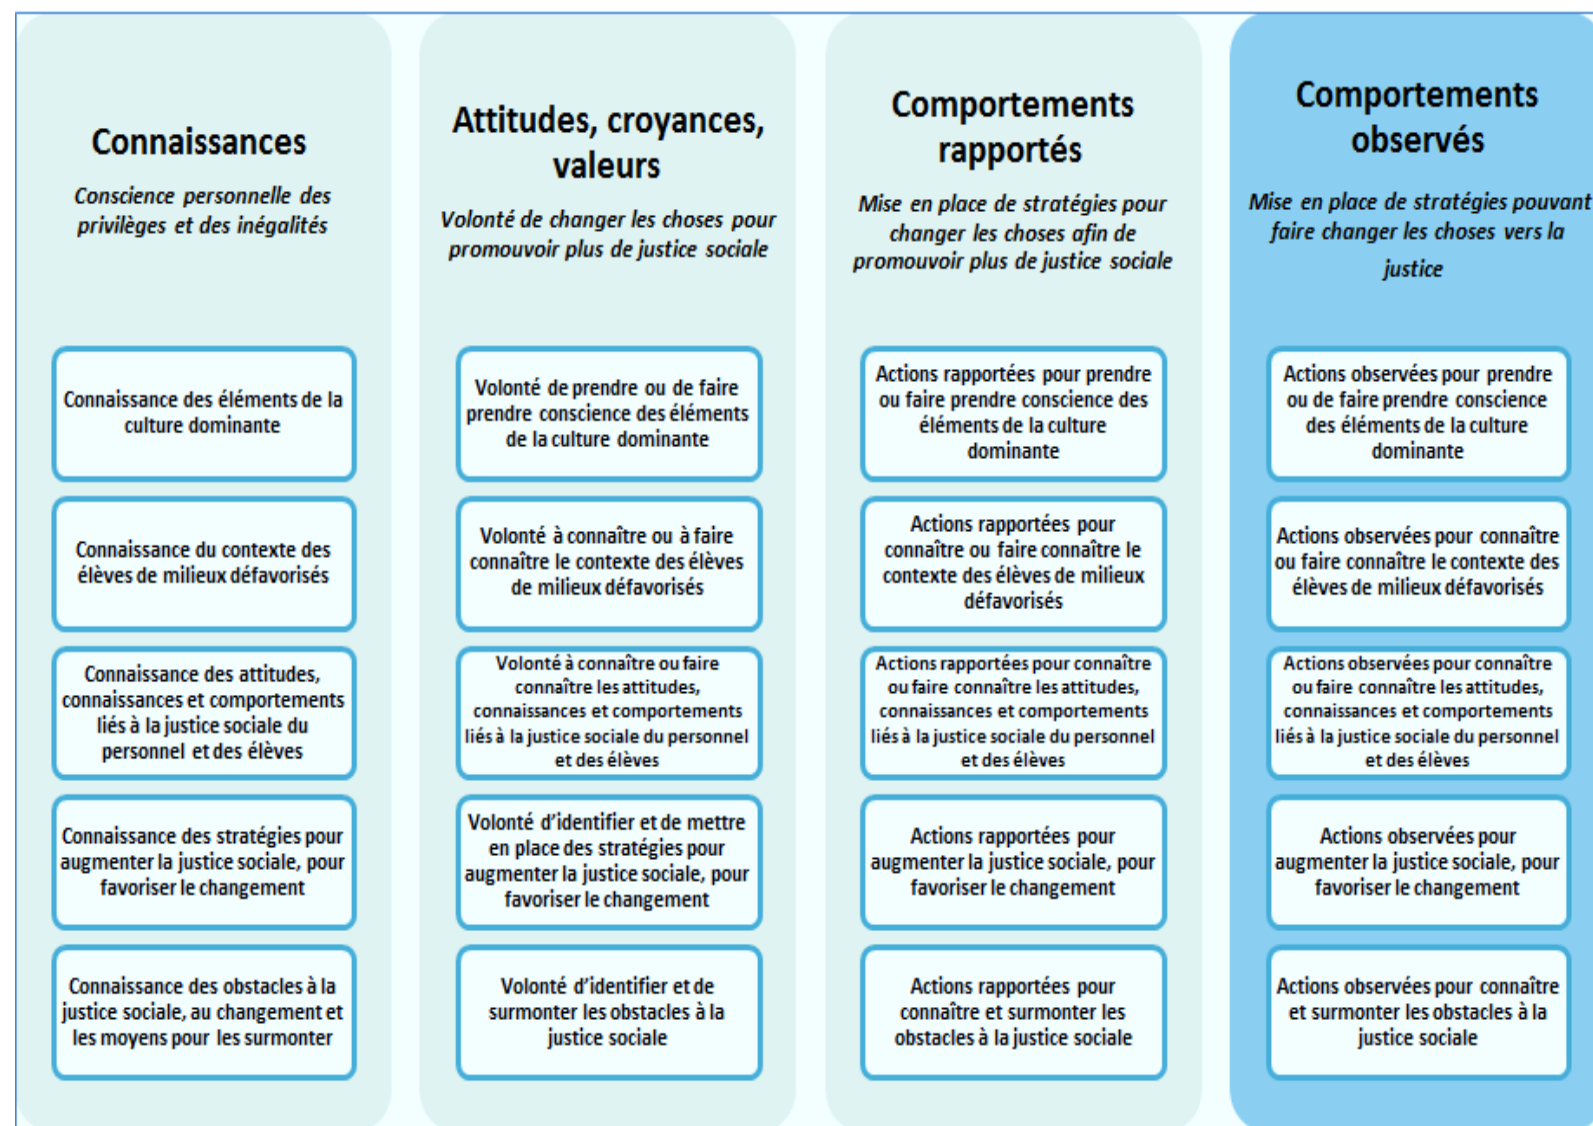 Connaissances
Conscience personnelle des
privilèges et des inégalités
Connaissance des éléments de la
culture dominante
Connaissance du contexte des
élèves de milieux défavorisés
Connaissance des attitudes,
connaissances et comportements
liés à la justice sociale du
personnel et des élèves
Connaissance des stratégies pour
augmenter la justice sociale, pour
favoriser le changement
Connaissance des obstacles à la
justice sociale, au changement et
les moyens pour les surmonter
Attitudes, croyances,
valeurs
Volonté de changer les choses pour
promouvoir plus de justice sociale
Volonté de prendre ou de faire
prendre conscience des éléments
de la culture dominante
Volonté à connaître ou à faire
connaître le contexte des élèves
de milieux défavorisés
Volonté à connaître ou faire
connaître les attitudes,
connaissances et comportements
liés à la justice sociale du personnel
et des élèves
Volonté d'identifier et de mettre
en place des stratégies pour
augmenter la justice sociale, pour
favoriser le changement
Volonté d'identifier et de
surmonter les obstacles à la
justice sociale
Comportements
rapportés
Mise en place de stratégies pour
changer les choses afin de
promouvoir plus de justice sociale
Actions rapportées pour prendre
ou faire prendre conscience des
éléments de la culture
dominante
Actions rapportées pour
connaître ou faire connaître le
contexte des élèves de milieux
défavorisés
Actions rapportées pour connaître
ou faire connaître les attitudes,
connaissances et comportements
liés à la justice sociale du personnel
et des élèves
Actions rapportées pour
augmenter la justice sociale, pour
favoriser le changement
Actions rapportées pour
connaître et surmonter les
obstacles à la justice sociale
Comportements
observés
Mise en place de stratégies pouvant
faire changer les choses vers la
justice
Actions observées pour prendre
ou de faire prendre conscience
des éléments de la culture
dominante
Actions observées pour connaître
ou faire connaître le contexte des
élèves de milieux défavorisés
Actions observées pour connaître
ou faire connaître les attitudes,
connaissances et comportements
liés à la justice sociale du personnel
et des élèves
Actions observées pour
augmenter la justice sociale, pour
favoriser le changement
Actions observées pour connaître
et surmonter les obstacles à la
justice sociale